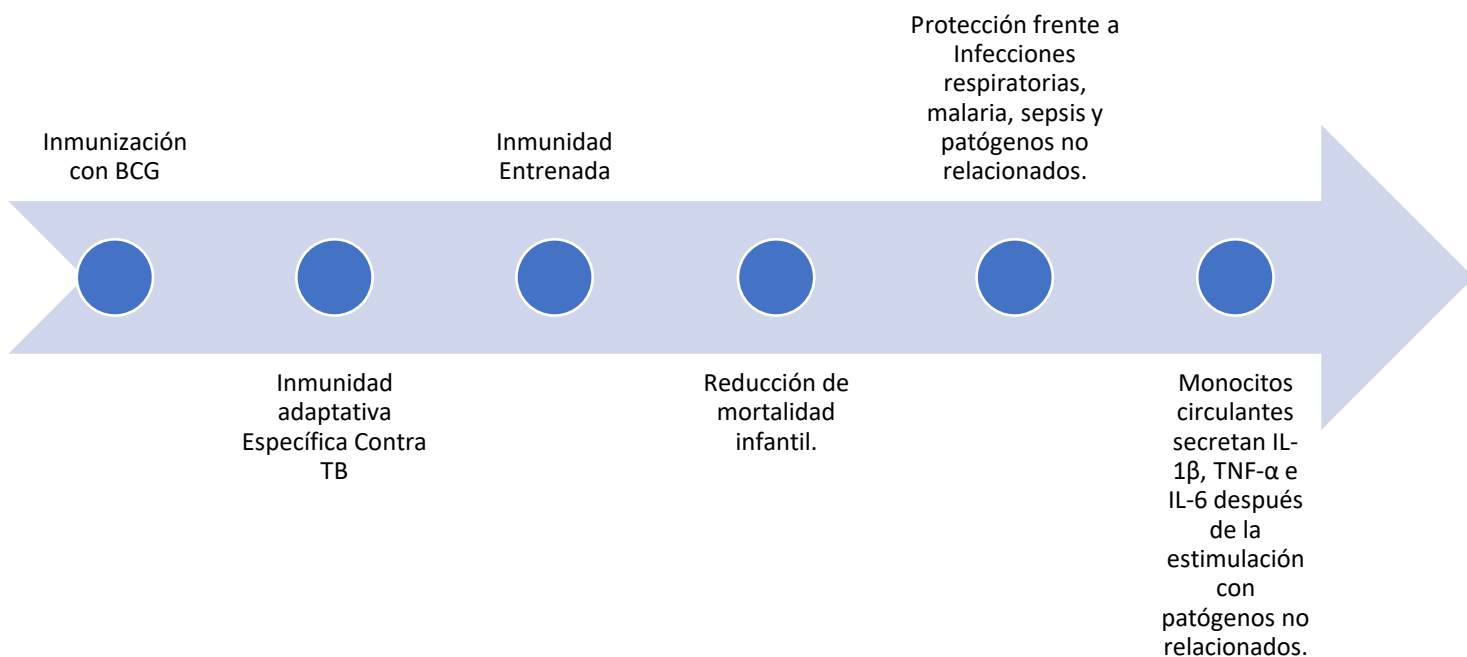 Inmunización
con BCG
Inmunidad
adaptativa
Específica Contra
TB
Inmunidad
Entrenada
Reducción de
mortalidad
infantil.
Protección frente a
Infecciones
respiratorias,
malaria, sepsis y
patógenos no
relacionados.
Monocitos
circulantes
secretan IL-
1β, TNF-α e
IL-6 después
de la
estimulación
con
patógenos no
relacionados.